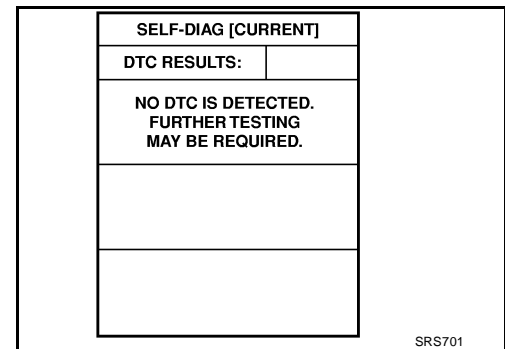 SELF-DIAG [CURRENT]
DTC RESULTS:
NO DTC IS DETECTED.
FURTHER TESTING
MAY BE REQUIRED.
SRS701